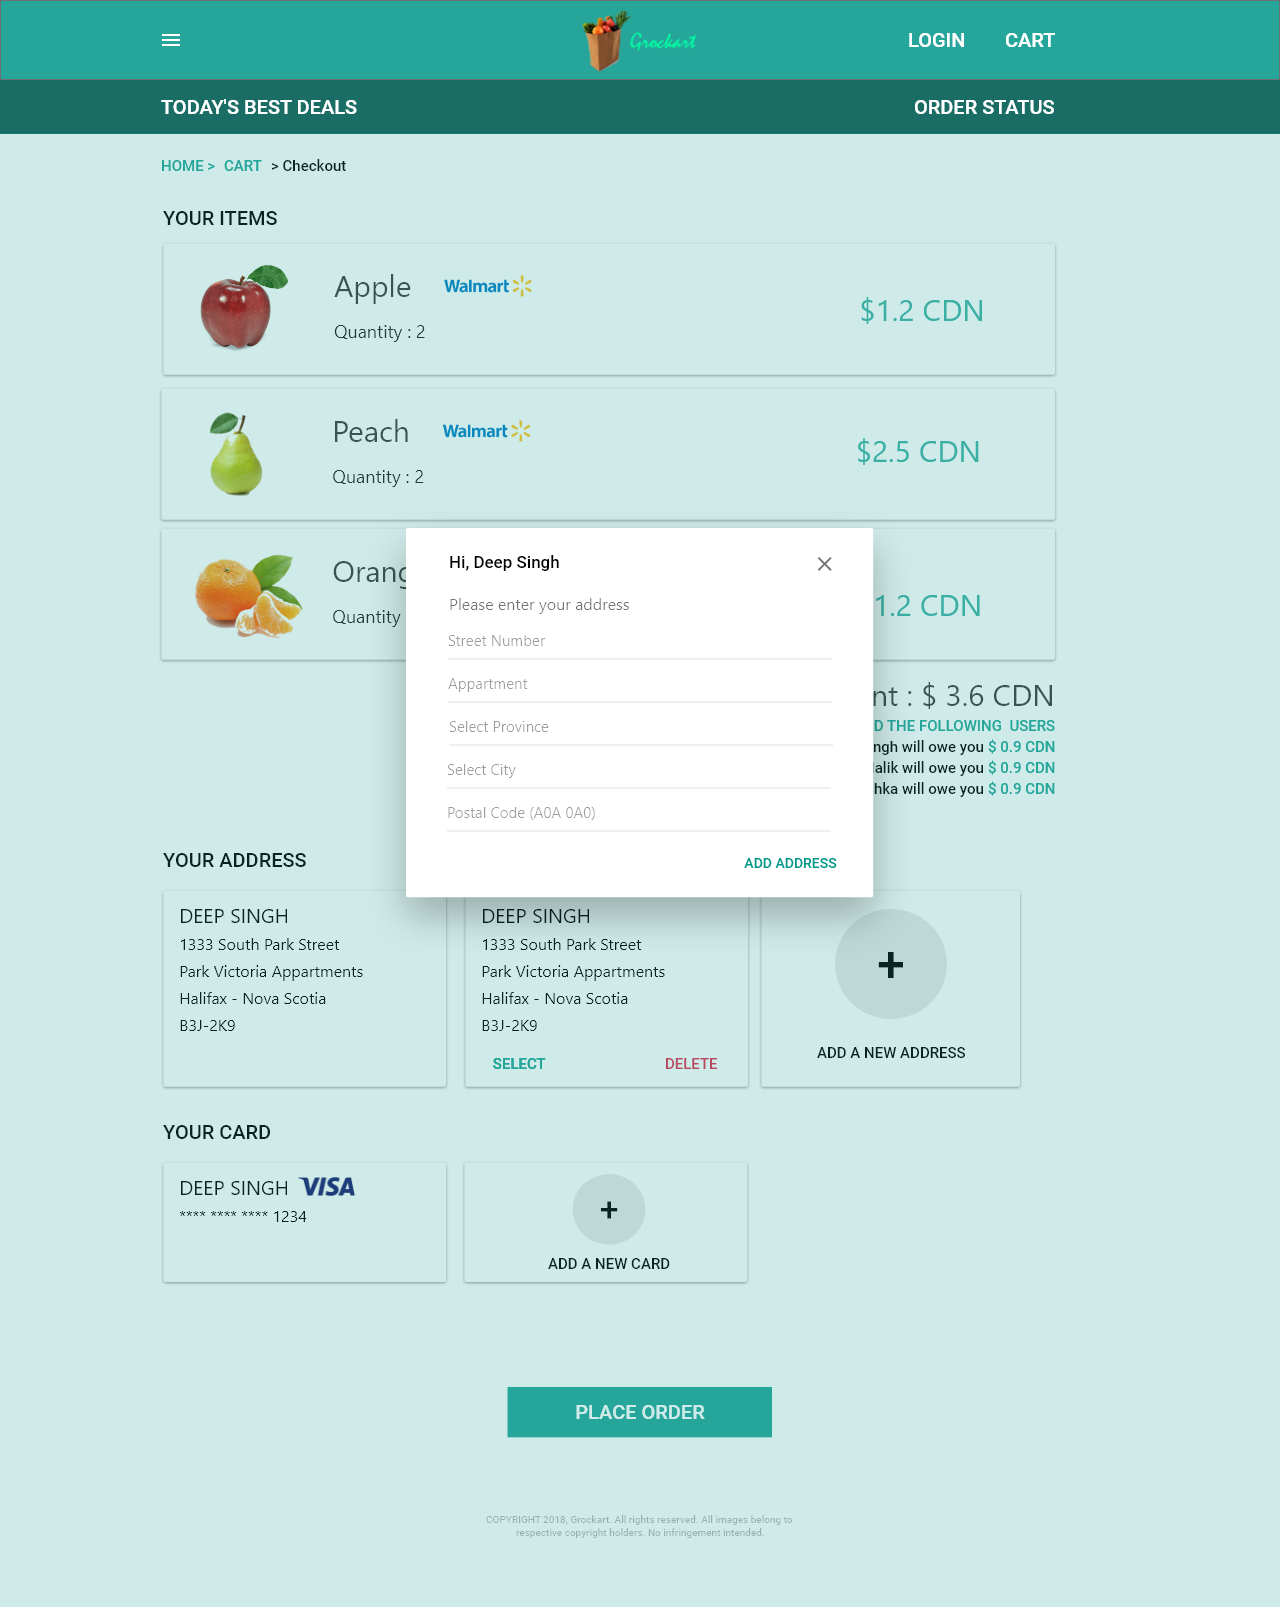 Grockart
LOGIN CART
TODAY'S BEST DEALS ORDER STATUS
HOME > CART > Checkout
YOUR ITEMS
Apple Walmart
$1.2 CDN
Quantity : 2
Peach Walmart
$2.5 CDN
Quantity : 2
Hi, Deep Singh
Quantity
1.2 CDN
Please enter your address
Street Number
Appartment
Select Province
Select City
Postal Code (A0A 0A0)
ADD ADDRESS
: $ 3.6 CDN
THE FOLLOWING USERS
will owe you $ 0.9 CDN
will owe you $ 0.9 CDN
will owe you $ 0.9 CDN
YOUR ADDRESS
DEEP SINGH
1333 South Park Street
Park Victoria Appartments
Halifax - Nova Scotia
B3J-2K9
DEEP SINGH
1333 South Park Street
Park Victoria Appartments
Halifax - Nova Scotia
B3J-2K9
SELECT DELETE
+
ADD A NEW ADDRESS
YOUR CARD
DEEP SINGH VISA
**** **** **** 1234
+
ADD A NEW CARD
PLACE ORDER
COPYRIGHT 2018, Grockart. All rights reserved. All images belong to
respective copyright holders. No infringement intended.